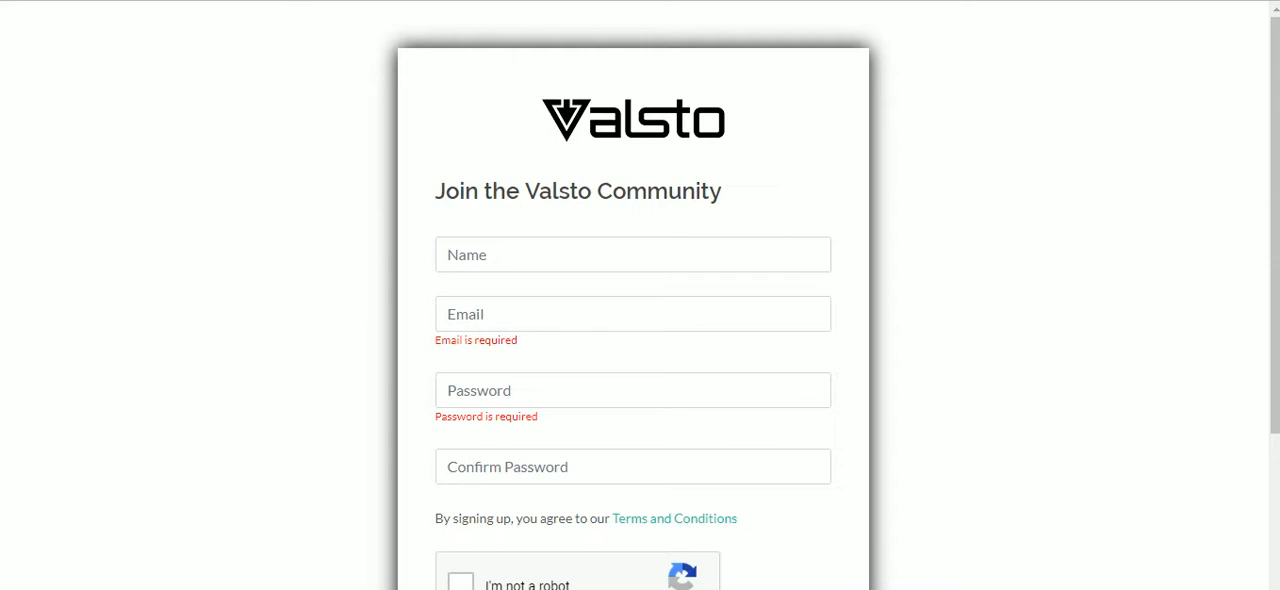 Valsto
Join the Valsto Community
Name
Email
Email is required
Password
Password is required
Confirm Password
By signing up, you agree to our Terms and Conditions
I'm not a robot